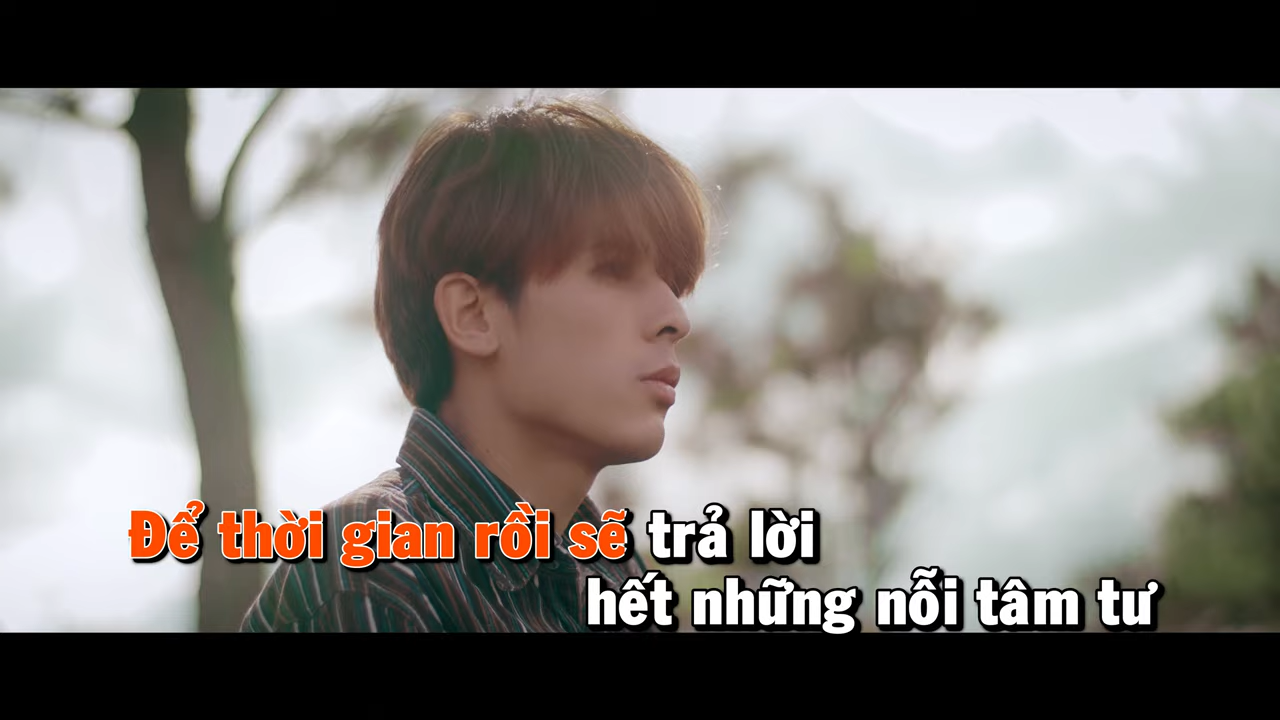 Để thời gian rồi sẽ trả lời
hết những nỗi tâm tư